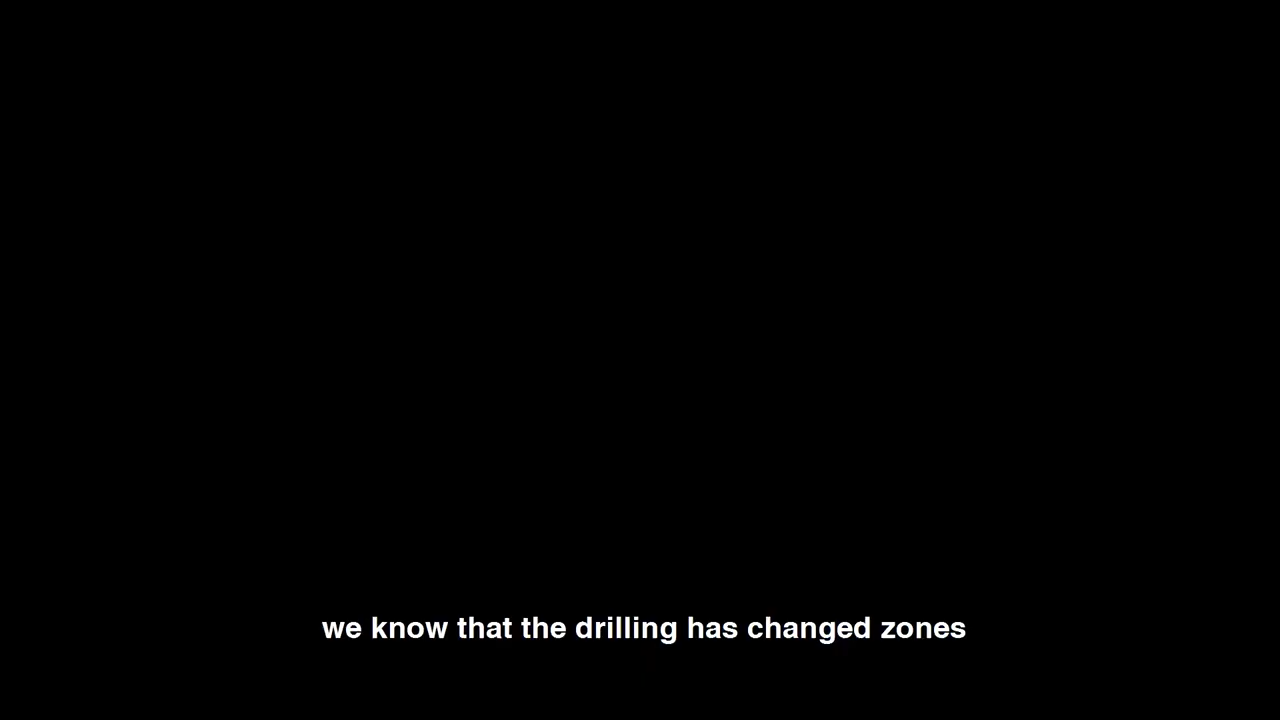 we know that the drilling has changed zones